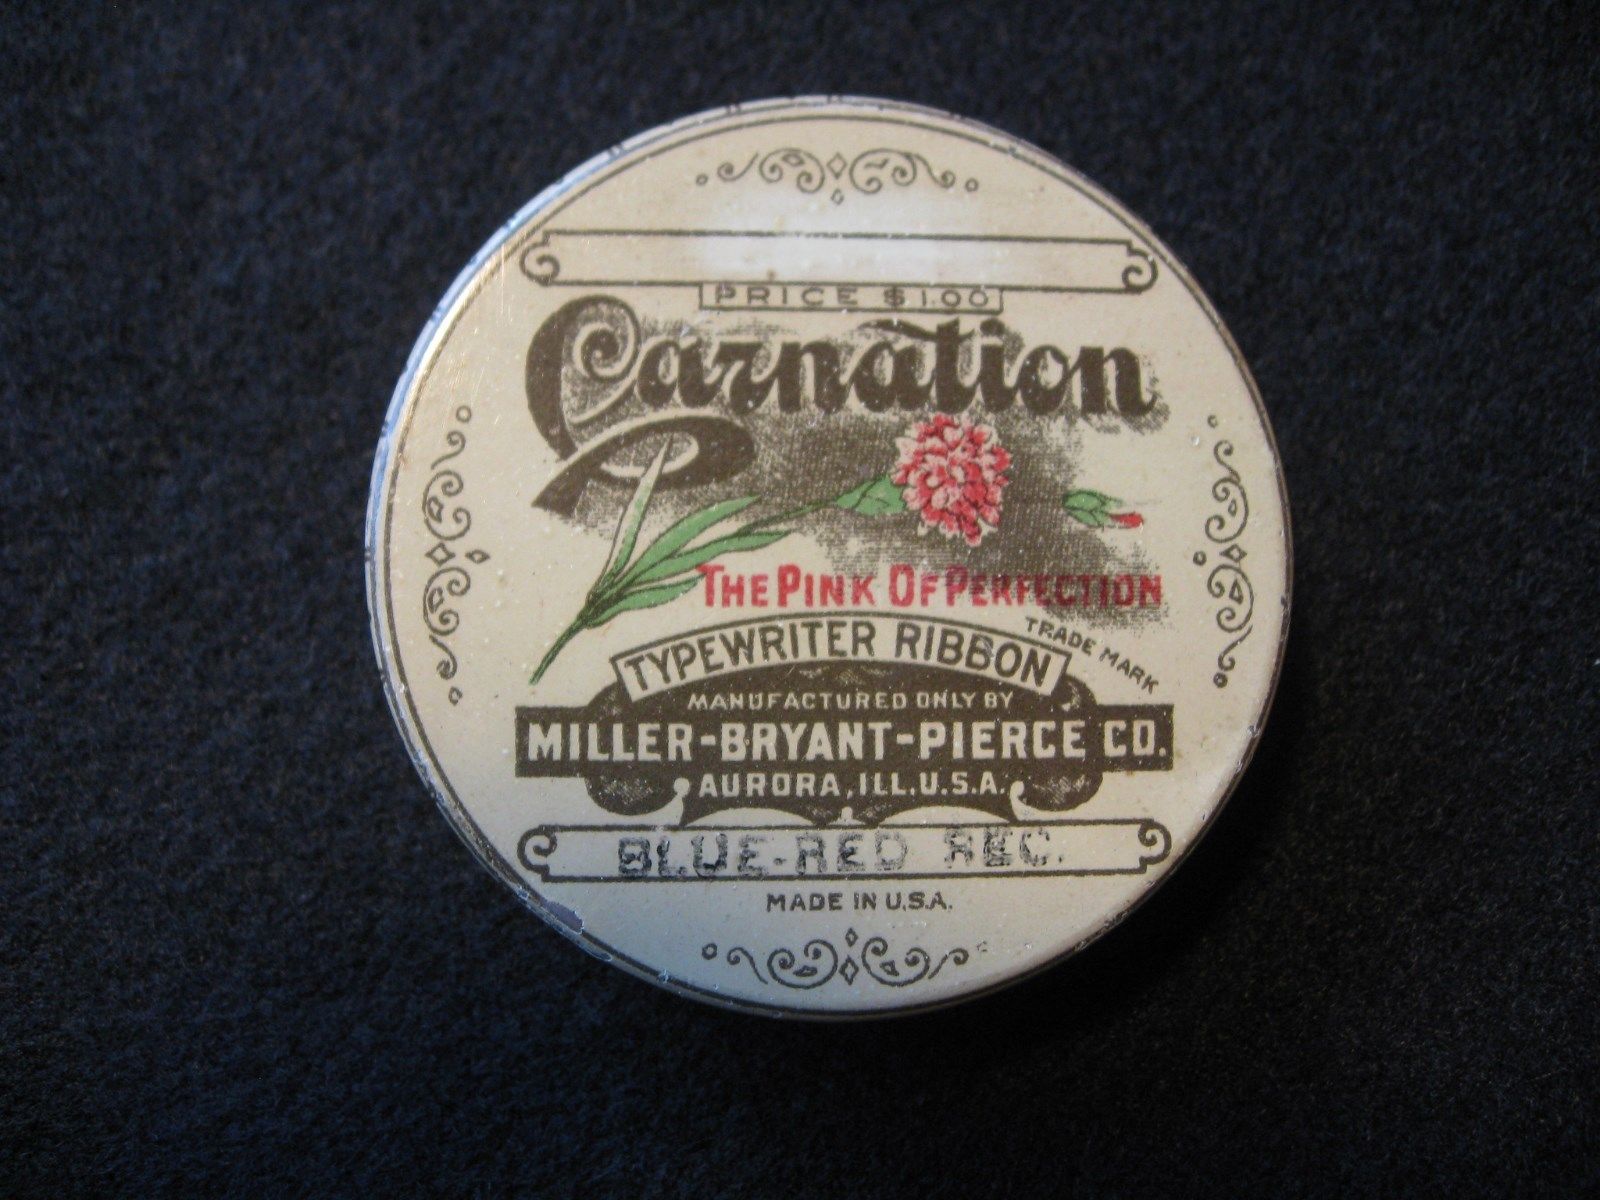 PRICE $1.00
Carnation
THE PINK OF PERFECTION
TRADE MARK
TYPEWRITER RIBBON
MANUFACTURED ONLY BY
MILLER-BRYANT-PIERCE CO.
AURORA, ILL. U.S.A.
BLUE-RED REC.
MADE IN U.S.A.